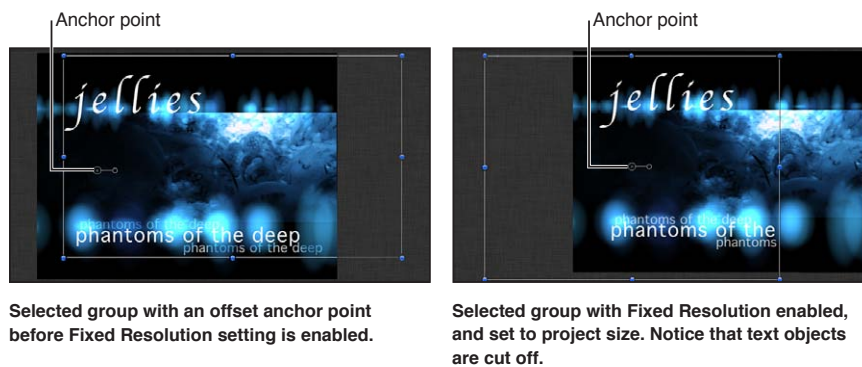 Anchor point
jellies
phantoms of the deep
phantoms of the deep
phantoms of the deep
Selected group with an offset anchor point
before Fixed Resolution setting is enabled.
Anchor point
jellies
phantoms of the deep
phantoms of the
phantoms
Selected group with Fixed Resolution enabled,
and set to project size. Notice that text objects
are cut off.